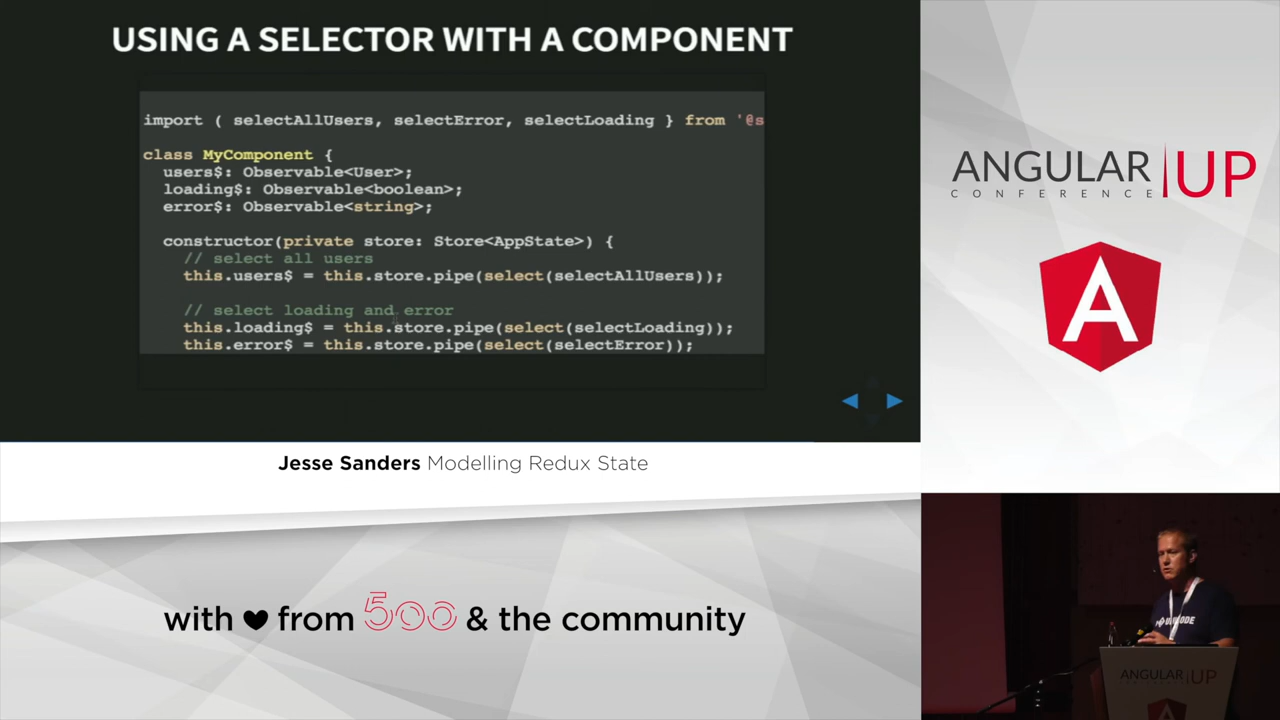 USING A SELECTOR WITH A COMPONENT
import ( selectAllUsers, selectError, selectLoading } from '@s
class MyComponent {
users$: Observable<User>;
loading$: Observable<boolean>;
error$: Observable<string>;
constructor(private store: Store<AppState>) {
// select all users
this.users$ = this.store.pipe(select(selectAllUsers));
// select loading and error
this.loading$ = this.store.pipe(select(selectLoading));
this.error$ = this.store.pipe(select(selectError));
Jesse Sanders Modelling Redux State
with from 500 & the community
ANGULAR UP
CONFERENCE
A
ANGULAR UP